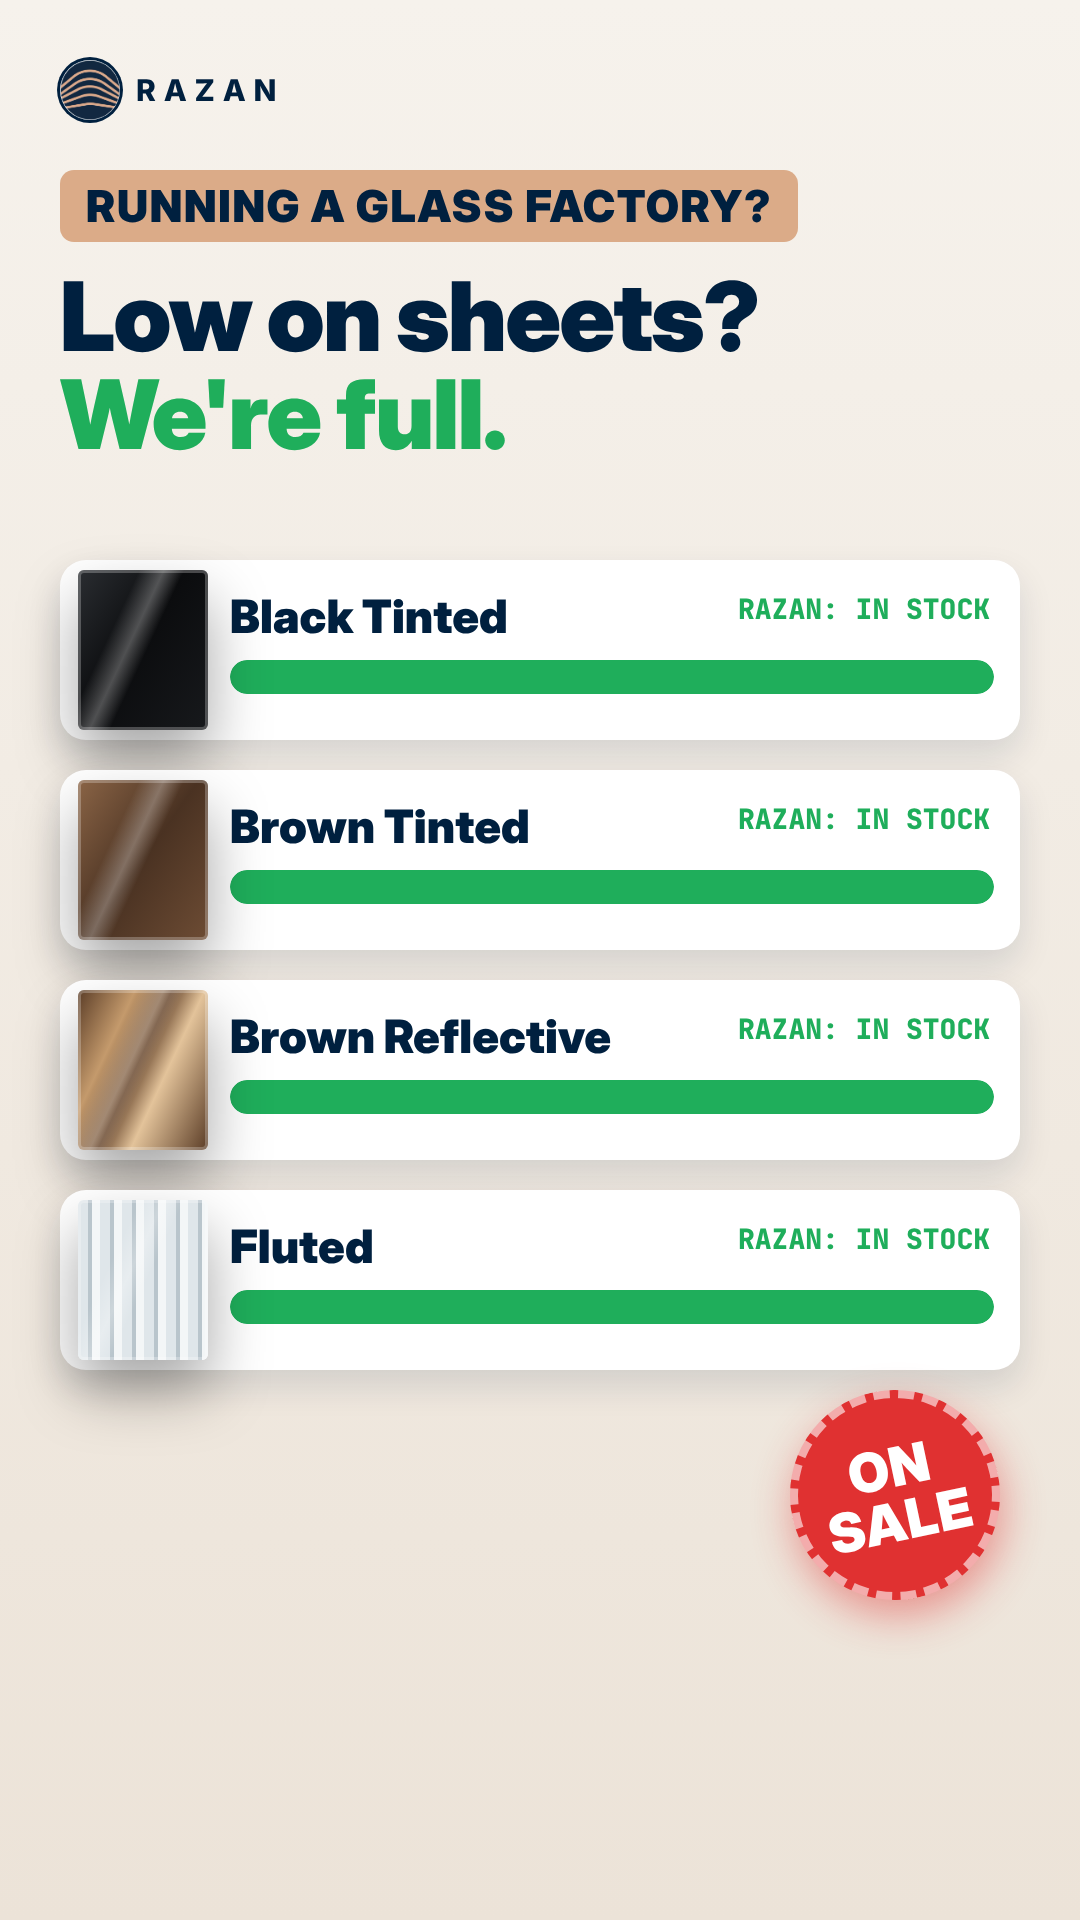 RAZAN
RUNNING A GLASS FACTORY?
Low on sheets?
We're full.
Black Tinted
RAZAN: IN STOCK
Brown Tinted
RAZAN: IN STOCK
Brown Reflective
RAZAN: IN STOCK
Fluted
RAZAN: IN STOCK
ON
SALE